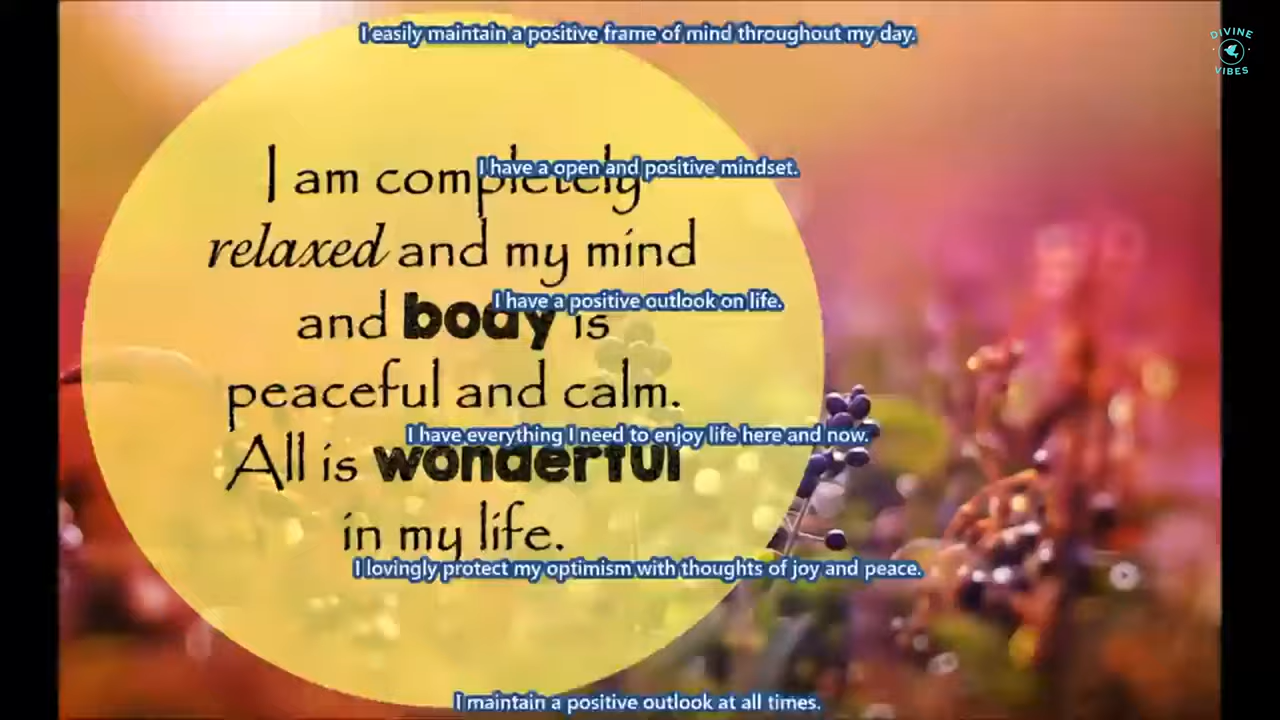 I easily maintain a positive frame of mind throughout my day.
DIVINE
VIBES
I have a open and positive mindset.
I am completely
relaxed and my mind
I have a positive outlook on life.
and body is
peaceful and calm.
I have everything I need to enjoy life here and now.
All is wonderful
in my life.
I lovingly protect my optimism with thoughts of joy and peace.
I maintain a positive outlook at all times.